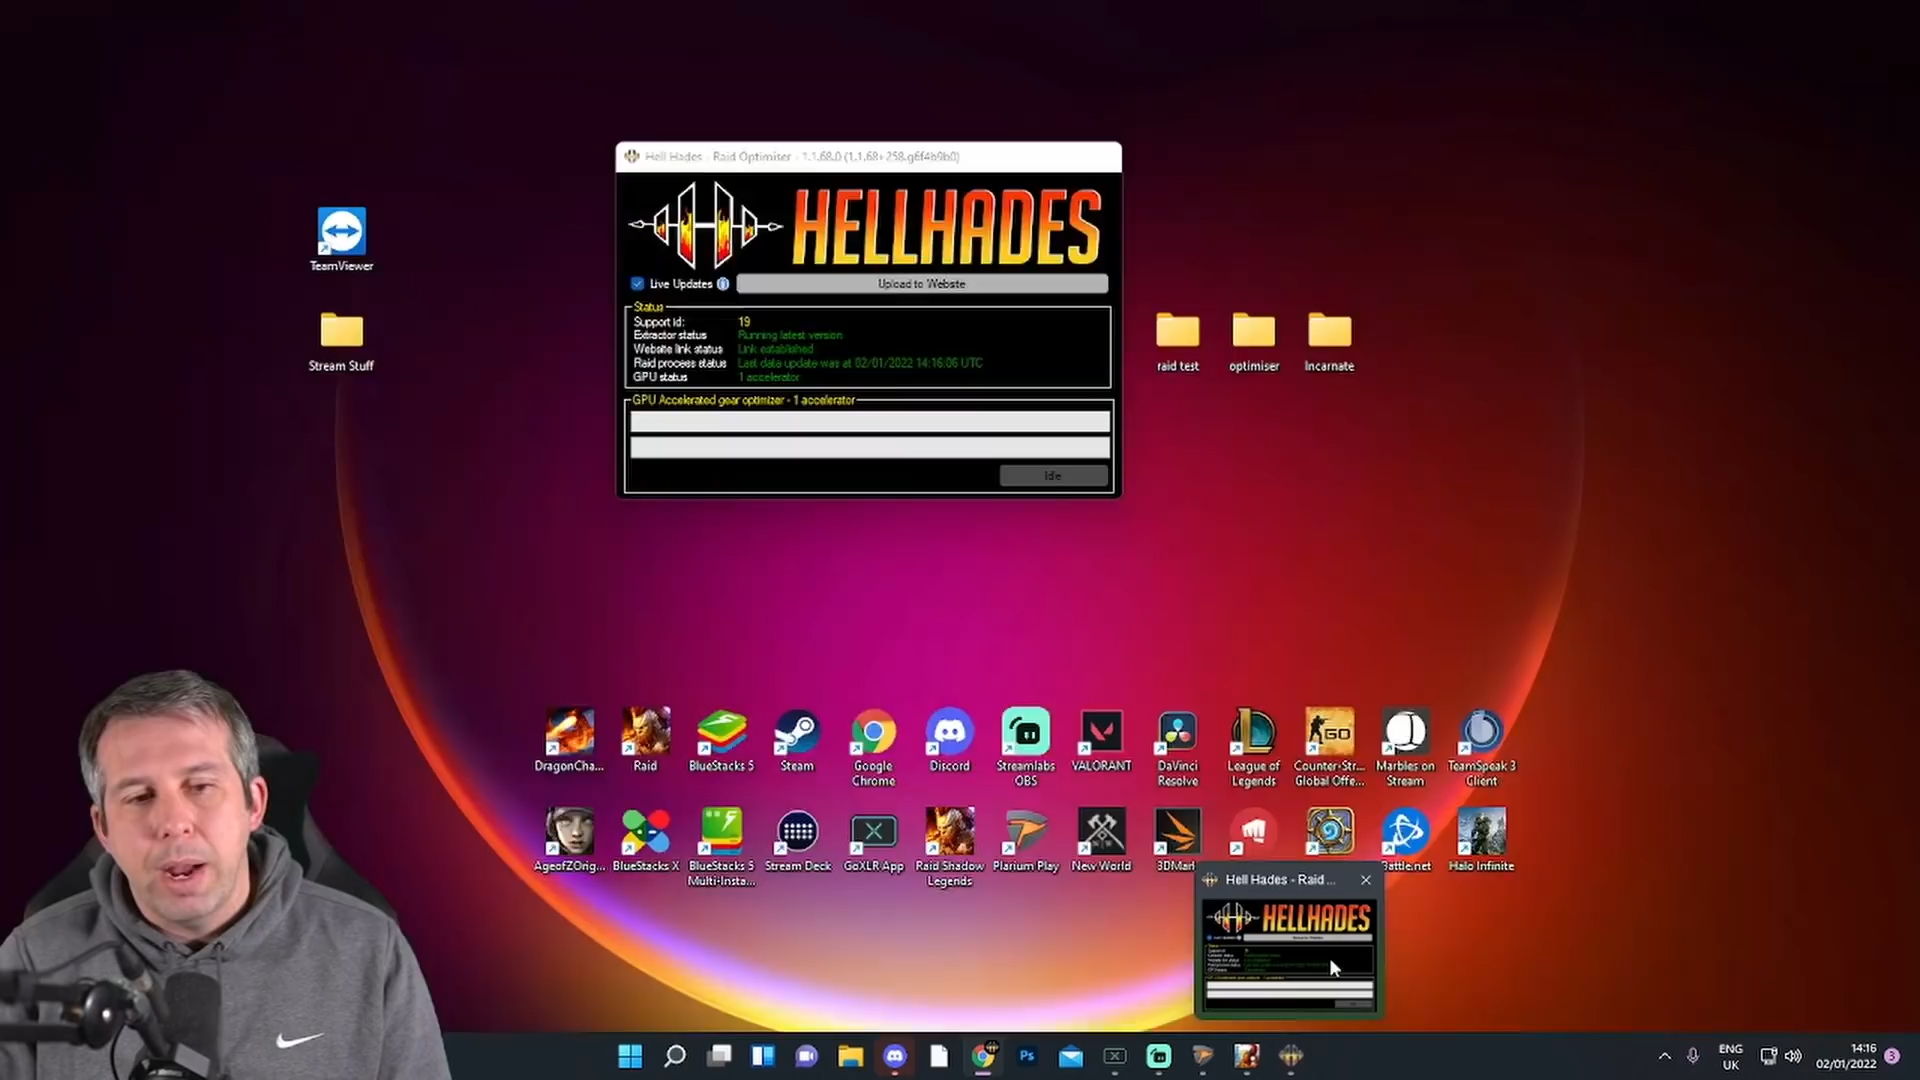 Hell Hades - Raid Optimiser - 1.1.68.0 (1.1.68+258.g6f4b9b0)
HELLHADES
Live Updates
Upload to Website
Status
Support id: 19
Extractor status Running latest version
Website link status Link established
Raid process status Last data update was at 02/01/2022 14:16:06 UTC
GPU status 1 accelerator
GPU Accelerated gear optimizer - 1 accelerator
Idle
TeamViewer
Stream Stuff
raid test
optimiser
Incarnate
DragonCha...
Raid
BlueStacks 5
Steam
Google
Chrome
Discord
Streamlabs
OBS
VALORANT
DaVinci
Resolve
League of
Legends
GO
Counter-Str...
Global Offe...
Marbles on
Stream
TeamSpeak 3
Client
AgeofZOrig...
BlueStacks X
BlueStacks 5
Multi-Insta...
Stream Deck
GoXLR App
Raid Shadow
Legends
Plarium Play
New World
3DMark
Battle.net
Halo Infinite
Hell Hades - Raid ...
HELLHADES
Ps
ENG
UK
14:16
02/01/2022
3